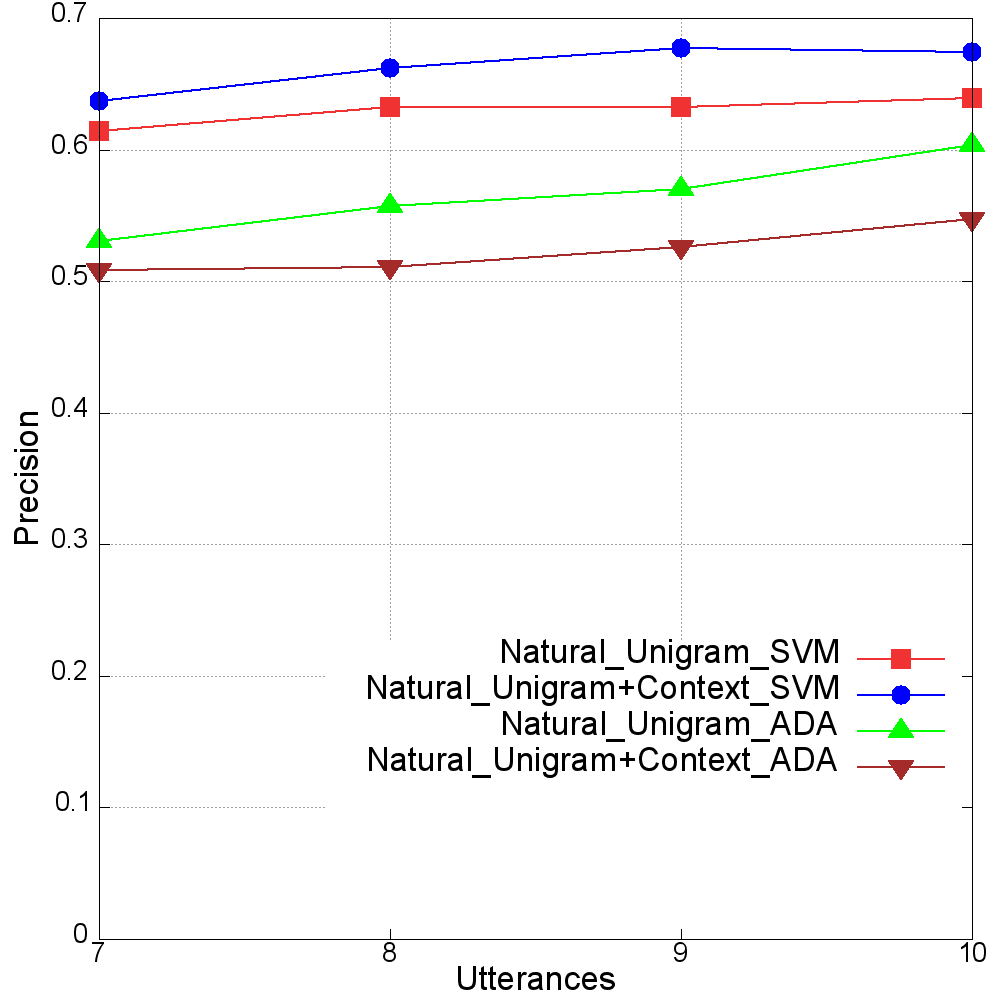 0.7
0.6
0.5
0.4
0.3
0.2
0.1
0
Precision
Natural_Unigram_SVM
Natural_Unigram+Context_SVM
Natural_Unigram_ADA
Natural_Unigram+Context_ADA
7 8 9 10
Utterances